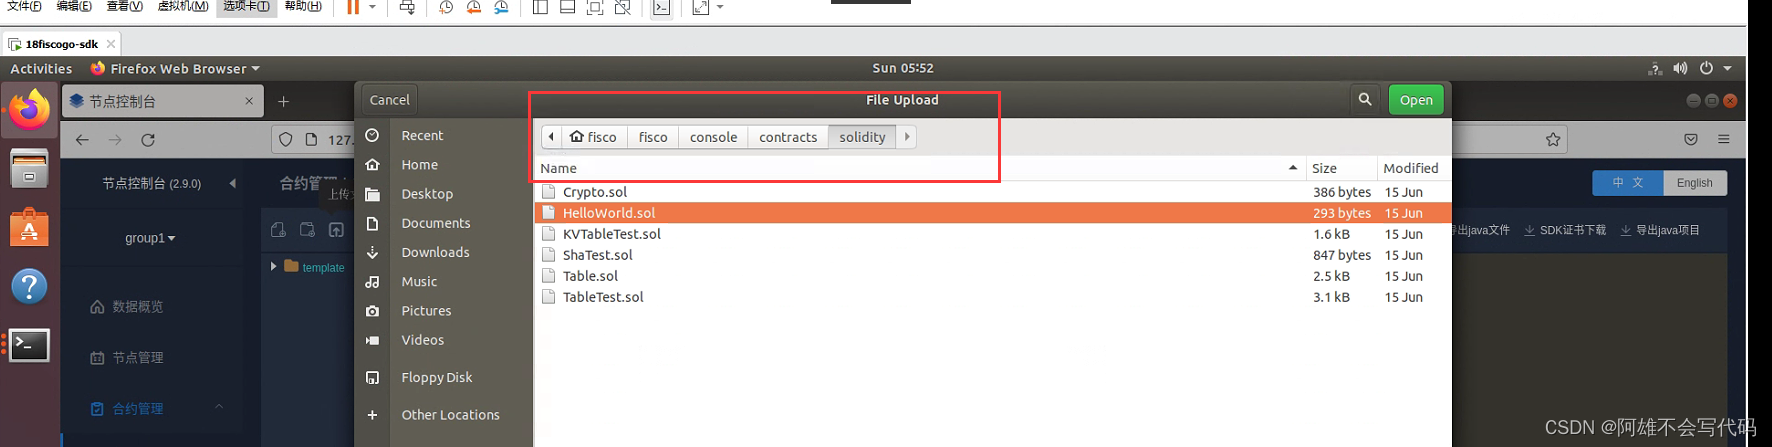 文件(F) 编辑(E) 查看(V) 虚拟机(M) 选项卡(T) 帮助(H)
18fiscogo-sdk
Activities Firefox Web Browser Sun 05:52
节点控制台
Cancel File Upload Open
127.
Recent
Home
Desktop
Documents
Downloads
Music
Pictures
Videos
Floppy Disk
Other Locations
fisco fisco console contracts solidity
Name Size Modified
Crypto.sol 386 bytes 15 Jun
HelloWorld.sol 293 bytes 15 Jun
KVTableTest.sol 1.6 kB 15 Jun
ShaTest.sol 847 bytes 15 Jun
Table.sol 2.5 kB 15 Jun
TableTest.sol 3.1 kB 15 Jun
节点控制台 (2.9.0)
合约管理
上传文
group1
template
数据概览
节点管理
合约管理
中 文 English
导出java文件 SDK证书下载 导出java项目
CSDN @阿雄不会写代码